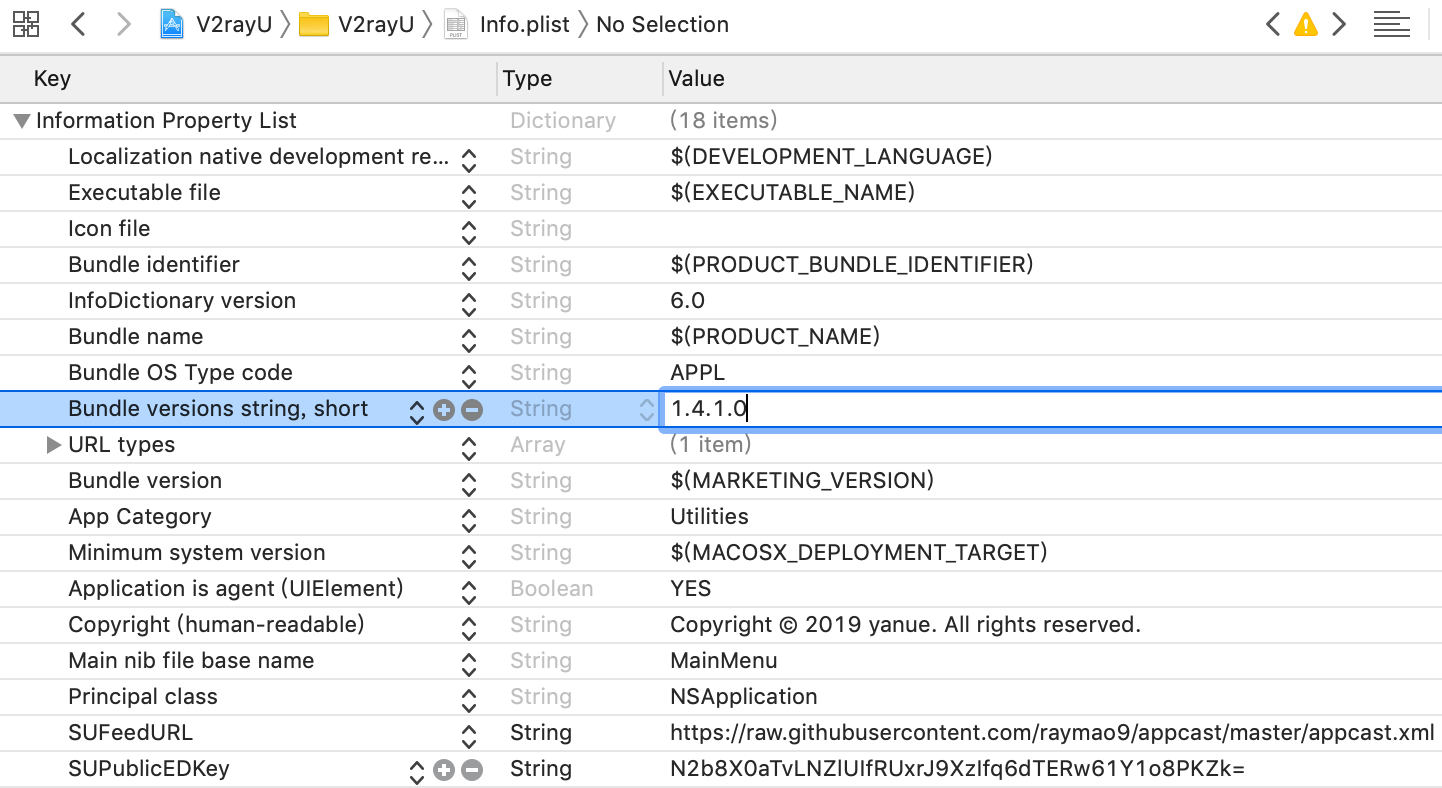 V2rayU V2rayU Info.plist No Selection
Key Type Value
Information Property List Dictionary (18 items)
Localization native development re... String $(DEVELOPMENT_LANGUAGE)
Executable file String $(EXECUTABLE_NAME)
Icon file String
Bundle identifier String $(PRODUCT_BUNDLE_IDENTIFIER)
InfoDictionary version String 6.0
Bundle name String $(PRODUCT_NAME)
Bundle OS Type code String APPL
Bundle versions string, short String 1.4.1.0
URL types Array (1 item)
Bundle version String $(MARKETING_VERSION)
App Category String Utilities
Minimum system version String $(MACOSX_DEPLOYMENT_TARGET)
Application is agent (UIElement) Boolean YES
Copyright (human-readable) String Copyright © 2019 yanue. All rights reserved.
Main nib file base name String MainMenu
Principal class String NSApplication
SUFeedURL String https://raw.githubusercontent.com/raymao9/appcast/master/appcast.xml
SUPublicEDKey String N2b8X0aTvLNZlUIfRUxrJ9XzIfq6dTERw61Y1o8PKZk=